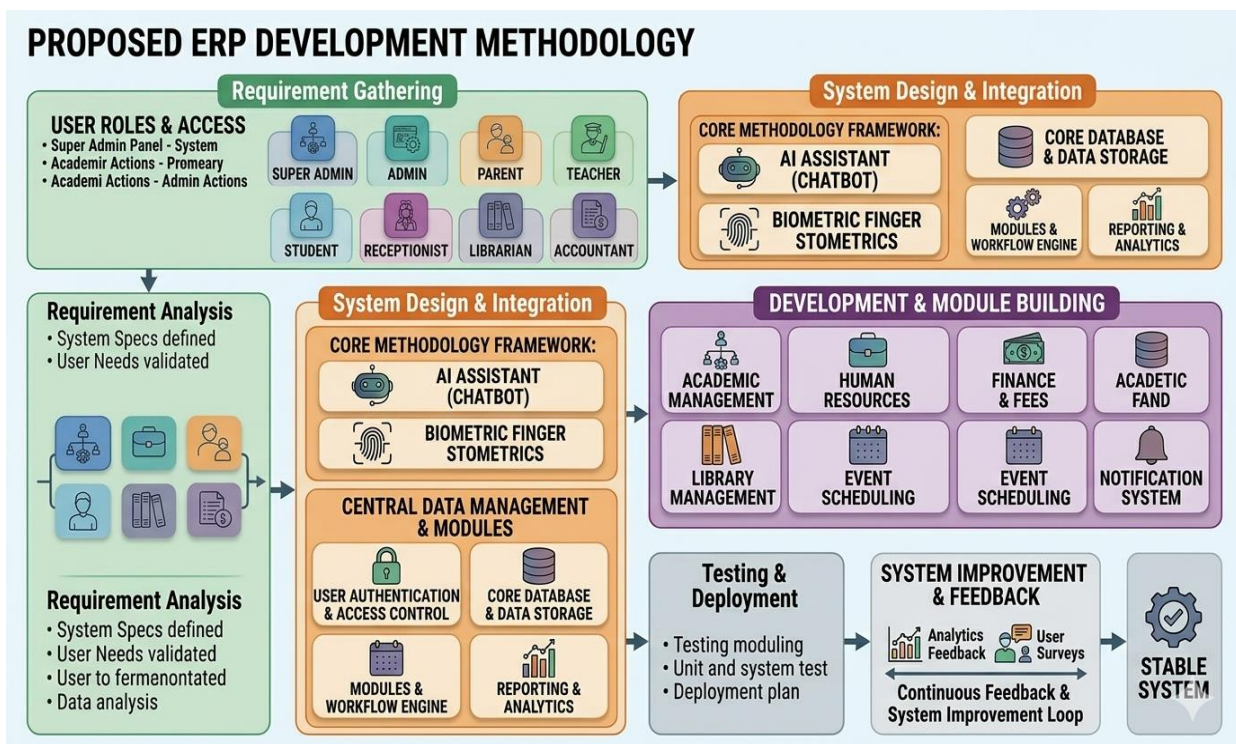 PROPOSED ERP DEVELOPMENT METHODOLOGY
Requirement Gathering
USER ROLES & ACCESS
• Super Admin Panel - System
• Academir Actions - Promeary
• Academi Actions - Admin Actions
SUPER ADMIN
ADMIN
PARENT
TEACHER
STUDENT
RECEPTIONIST
LIBRARIAN
ACCOUNTANT
System Design & Integration
CORE METHODOLOGY FRAMEWORK:
AI ASSISTANT
(CHATBOT)
BIOMETRIC FINGER
STOMETRICS
CORE DATABASE
& DATA STORAGE
MODULES &
WORKFLOW ENGINE
REPORTING &
ANALYTICS
Requirement Analysis
• System Specs defined
• User Needs validated
Requirement Analysis
• System Specs defined
• User Needs validated
• User to fermenontated
• Data analysis
System Design & Integration
CORE METHODOLOGY FRAMEWORK:
AI ASSISTANT
(CHATBOT)
BIOMETRIC FINGER
STOMETRICS
CENTRAL DATA MANAGEMENT
& MODULES
USER AUTHENTICATION
& ACCESS CONTROL
CORE DATABASE
& DATA STORAGE
MODULES &
WORKFLOW ENGINE
REPORTING &
ANALYTICS
DEVELOPMENT & MODULE BUILDING
ACADEMIC
MANAGEMENT
HUMAN
RESOURCES
FINANCE
& FEES
ACADETIC
FAND
LIBRARY
MANAGEMENT
EVENT
SCHEDULING
EVENT
SCHEDULING
NOTIFICATION
SYSTEM
Testing &
Deployment
• Testing moduling
• Unit and system test
• Deployment plan
SYSTEM IMPROVEMENT
& FEEDBACK
Analytics
Feedback
User
Surveys
Continuous Feedback &
System Improvement Loop
STABLE
SYSTEM